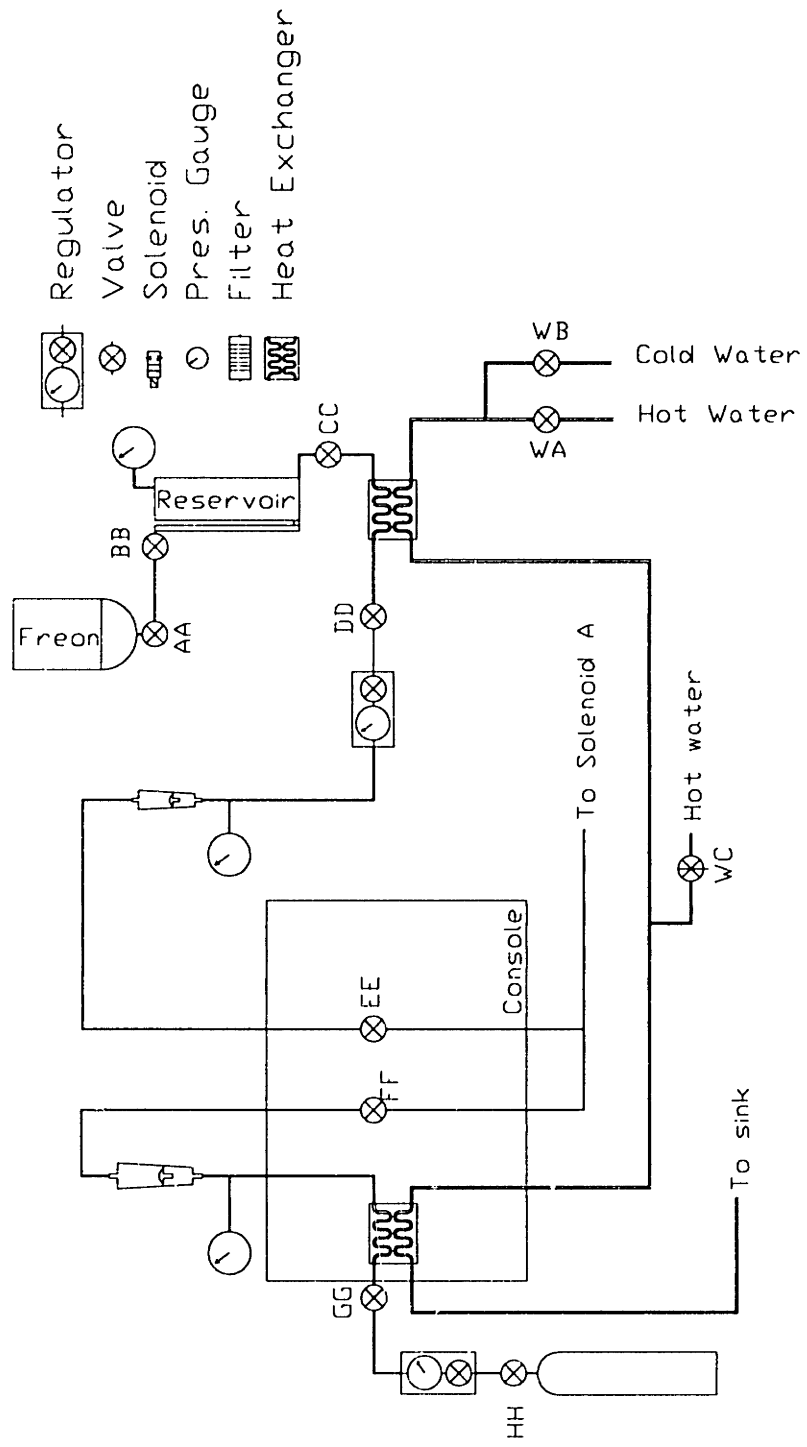 Regulator
Valve
Solenoid
Pres. Gauge
Filter
Heat Exchanger
Freon
AA
BB
Reservoir
CC
WB
Cold Water
WA
Hot Water
DD
To Solenoid A
Hot water
WC
Console
EE
FF
To sink
GG
HH